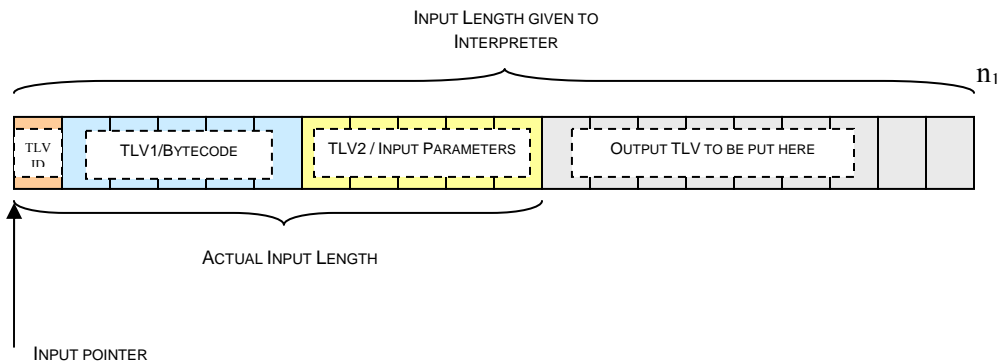 INPUT LENGTH GIVEN TO
INTERPRETER
n1
TLV
ID
TLV1/BYTECODE
TLV2 / INPUT PARAMETERS
OUTPUT TLV TO BE PUT HERE
ACTUAL INPUT LENGTH
INPUT POINTER